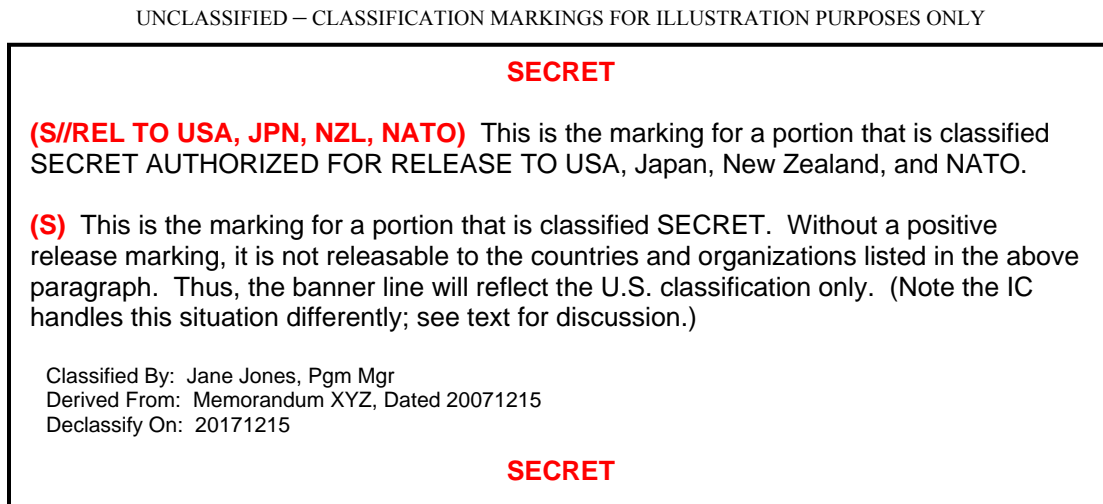 UNCLASSIFIED – CLASSIFICATION MARKINGS FOR ILLUSTRATION PURPOSES ONLY
SECRET
(S//REL TO USA, JPN, NZL, NATO) This is the marking for a portion that is classified
SECRET AUTHORIZED FOR RELEASE TO USA, Japan, New Zealand, and NATO.
(S) This is the marking for a portion that is classified SECRET. Without a positive
release marking, it is not releasable to the countries and organizations listed in the above
paragraph. Thus, the banner line will reflect the U.S. classification only. (Note the IC
handles this situation differently; see text for discussion.)
Classified By: Jane Jones, Pgm Mgr
Derived From: Memorandum XYZ, Dated 20071215
Declassify On: 20171215
SECRET